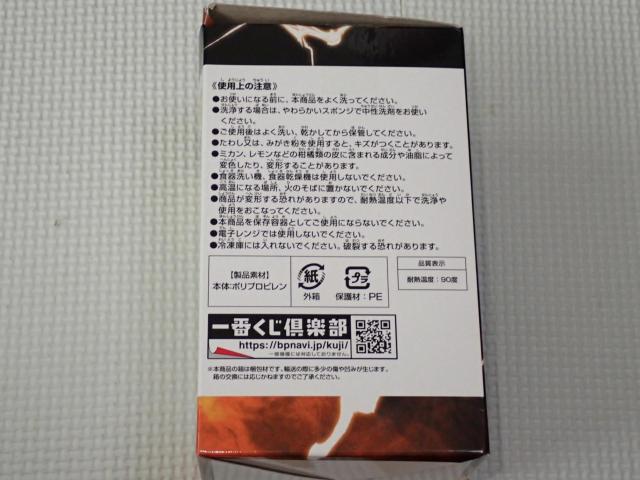 《使用上の注意》
●お使いになる前に、本商品をよく洗ってください。
●洗浄する場合は、やわらかいスポンジで中性洗剤をお使い
ください。
●ご使用後はよく洗い、乾かしてから保管してください。
●たわし又は、みがき粉を使用すると、キズがつくことがあります。
●ミカン、レモンなどの柑橘類の皮に含まれる成分や油脂によって
変色したり、変形することがあります。
●食器洗い機、食器乾燥機は使用しないでください。
●高温になる場所、火のそばに置かないでください。
●商品が変形する恐れがありますので、耐熱温度以下で洗浄や
使用をおこなってください。
●本商品を保存容器としてご使用にならないでください。
●電子レンジでは使用しないでください。
●冷凍庫には入れないでください。破裂する恐れがあります。
【製品素材】
本体:ポリプロピレン
紙
外箱
プラ
保護材:PE
品質表示
耐熱温度:90度
一番くじ倶楽部
https://bpnavi.jp/kuji/
一部機種には対応しておりません。
※本商品の箱は梱包材です。輸送の際に多少の傷や凹みが生じます。
箱の交換には応じかねますのでご了承ください。